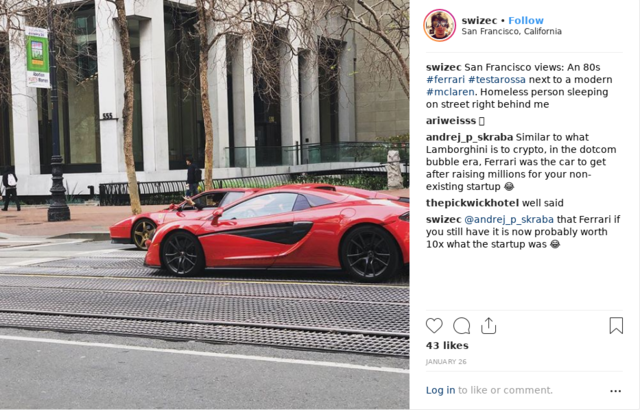 555
swizec • Follow
San Francisco, California
swizec San Francisco views: An 80s
#ferrari #testarossa next to a modern
#mclaren. Homeless person sleeping
on street right behind me
ariweisss
andrej_p_skraba Similar to what
Lamborghini is to crypto, in the dotcom
bubble era, Ferrari was the car to get
after raising millions for your non-
existing startup 😂
thepickwickhotel well said
swizec @andrej_p_skraba that Ferrari if
you still have it is now probably worth
10x what the startup was 😂
43 likes
JANUARY 26
Log in to like or comment.